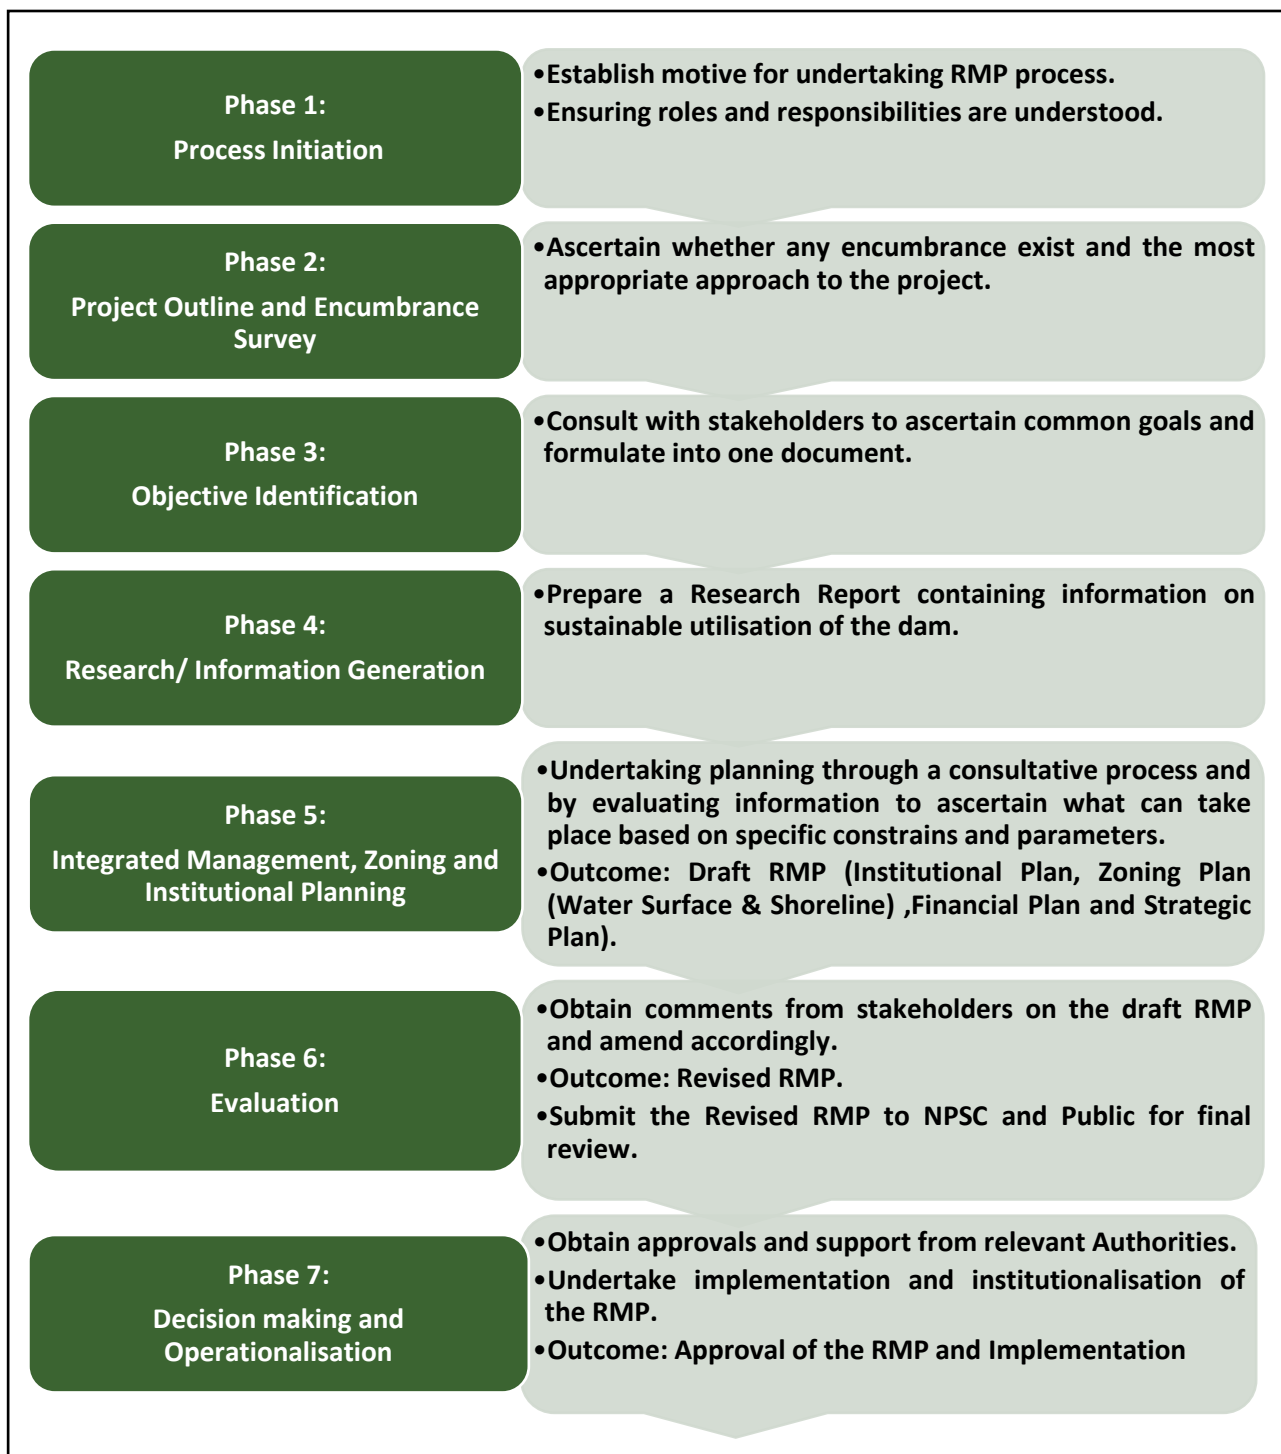 Phase 1:
Process Initiation
•Establish motive for undertaking RMP process.
•Ensuring roles and responsibilities are understood.
Phase 2:
Project Outline and Encumbrance
Survey
•Ascertain whether any encumbrance exist and the most
appropriate approach to the project.
Phase 3:
Objective Identification
•Consult with stakeholders to ascertain common goals and
formulate into one document.
Phase 4:
Research/ Information Generation
•Prepare a Research Report containing information on
sustainable utilisation of the dam.
Phase 5:
Integrated Management, Zoning and
Institutional Planning
•Undertaking planning through a consultative process and
by evaluating information to ascertain what can take
place based on specific constrains and parameters.
•Outcome: Draft RMP (Institutional Plan, Zoning Plan
(Water Surface & Shoreline) ,Financial Plan and Strategic
Plan).
Phase 6:
Evaluation
•Obtain comments from stakeholders on the draft RMP
and amend accordingly.
•Outcome: Revised RMP.
•Submit the Revised RMP to NPSC and Public for final
review.
Phase 7:
Decision making and
Operationalisation
•Obtain approvals and support from relevant Authorities.
•Undertake implementation and institutionalisation of
the RMP.
•Outcome: Approval of the RMP and Implementation